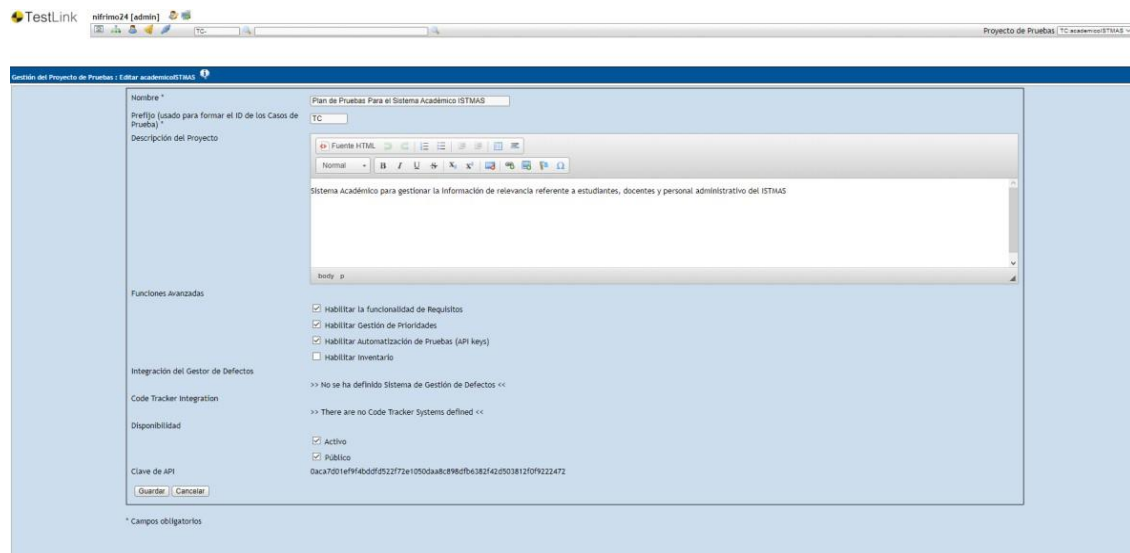 TestLink nifrimo24 [admin]
TC-
Proyecto de Pruebas TC:academicoISTMAS
Gestión del Proyecto de Pruebas : Editar academicoISTMAS
Nombre * Plan de Pruebas Para el Sistema Académico ISTMAS
Prefijo (usado para formar el ID de los Casos de
Prueba) * TC
Descripción del Proyecto
Fuente HTML
Normal B I U S X₂ X² Ω
Sistema Académico para gestionar la información de relevancia referente a estudiantes, docentes y personal administrativo del ISTMAS
body p
Funciones Avanzadas
Habilitar la funcionalidad de Requisitos
Habilitar Gestión de Prioridades
Habilitar Automatización de Pruebas (API keys)
Habilitar Inventario
Integración del Gestor de Defectos
>> No se ha definido Sistema de Gestión de Defectos <<
Code Tracker Integration
>> There are no Code Tracker Systems defined <<
Disponibilidad
Activo
Público
Clave de API 0aca7d01ef9f4bddfd522f72e1050daa8c898dfb6382f42d503812f0f9222472
Guardar Cancelar
* Campos obligatorios